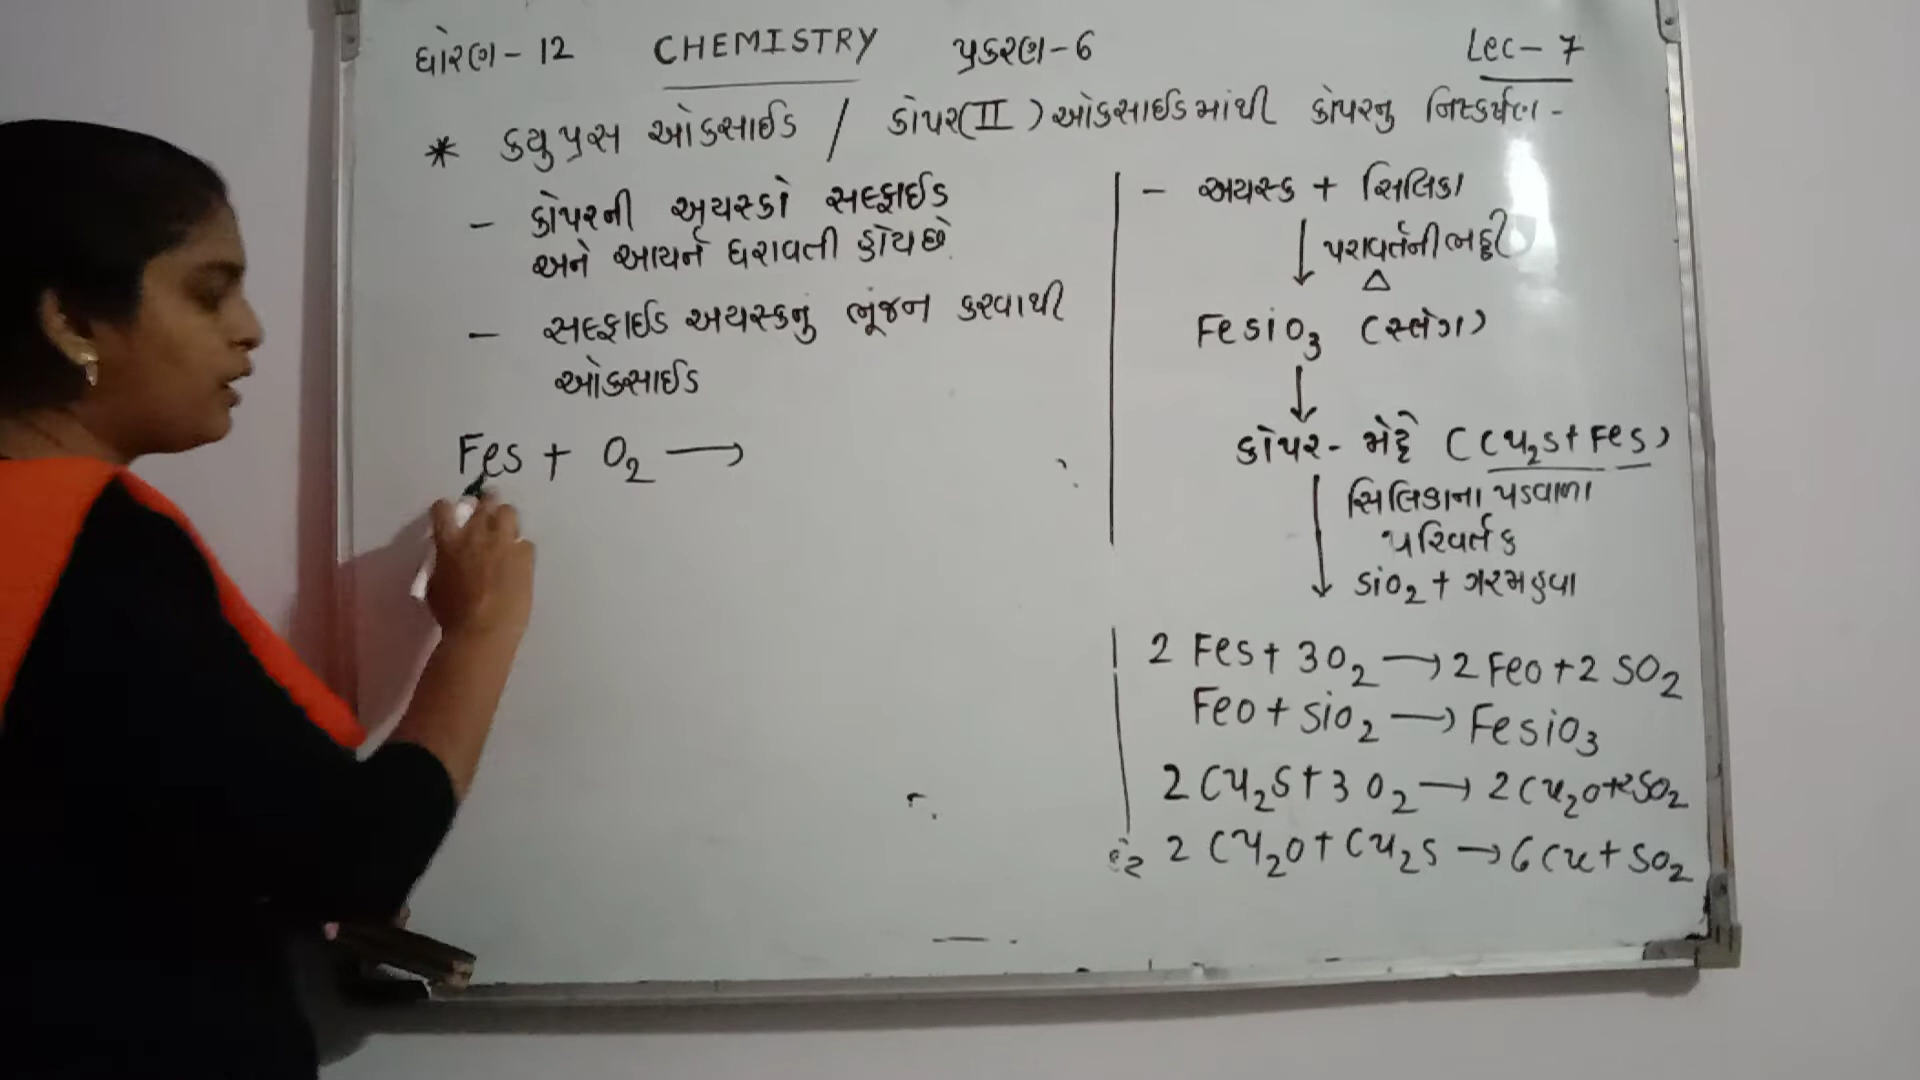 ધોરણ - 12 CHEMISTRY પ્રકરણ - 6 Lec - 7
* ક્યુપ્રસ ઓકસાઈડ / કોપર(II) ઓકસાઈડમાંથી કોપરનુ નિષ્કર્ષણ -
- કોપરની અયસ્કો સલ્ફાઈડ
અને આયર્ન ધરાવતી હોય છે.
- સલ્ફાઈડ અયસ્કનું ભૂંજન કરવાથી
ઓકસાઈડ
Fes + O₂ ⟶
- અયસ્ક + સિલિકા
↓ પરાવર્તની ભઠ્ઠી
△
FesiO₃ (સ્લેગ)
↓
કોપર - મેટ્ટે (Cu₂S + FeS)
સિલિકાના પડવાળા
પરિવર્તક
↓ SiO₂ + ગરમ હવા
2 Fes + 3O₂ ⟶ 2 Feo + 2 SO₂
Feo + SiO₂ ⟶ FesiO₃
2 Cu₂S + 3 O₂ ⟶ 2 Cu₂O + 2SO₂
2 Cu₂O + Cu₂S ⟶ 6 Cu + SO₂